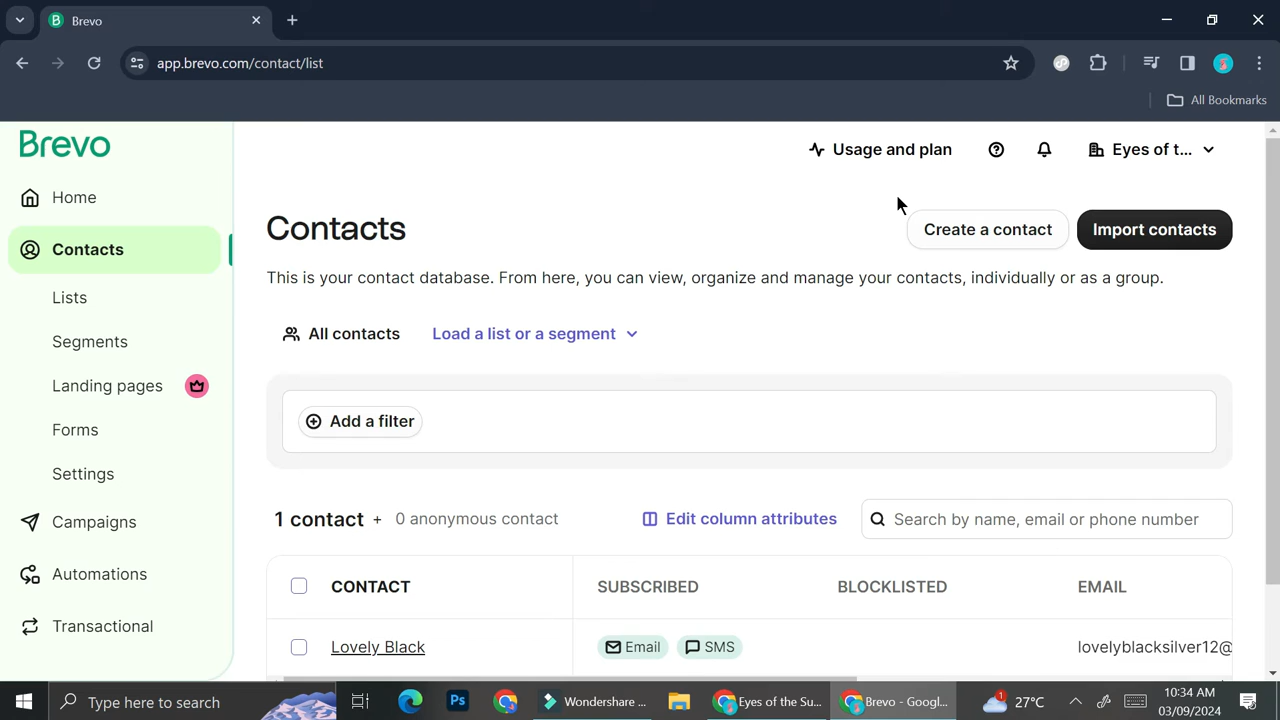 Brevo
app.brevo.com/contact/list
All Bookmarks
Brevo
Usage and plan
Eyes of t...
Home
Contacts
Lists
Segments
Landing pages
Forms
Settings
Campaigns
Automations
Transactional
Contacts
Create a contact
Import contacts
This is your contact database. From here, you can view, organize and manage your contacts, individually or as a group.
All contacts
Load a list or a segment
Add a filter
1 contact + 0 anonymous contact
Edit column attributes
Search by name, email or phone number
CONTACT SUBSCRIBED BLOCKLISTED EMAIL
Lovely Black Email SMS lovelyblacksilver12@
Type here to search
Ps
Wondershare ...
Eyes of the Su...
Brevo - Googl...
1
27°C
10:34 AM
03/09/2024